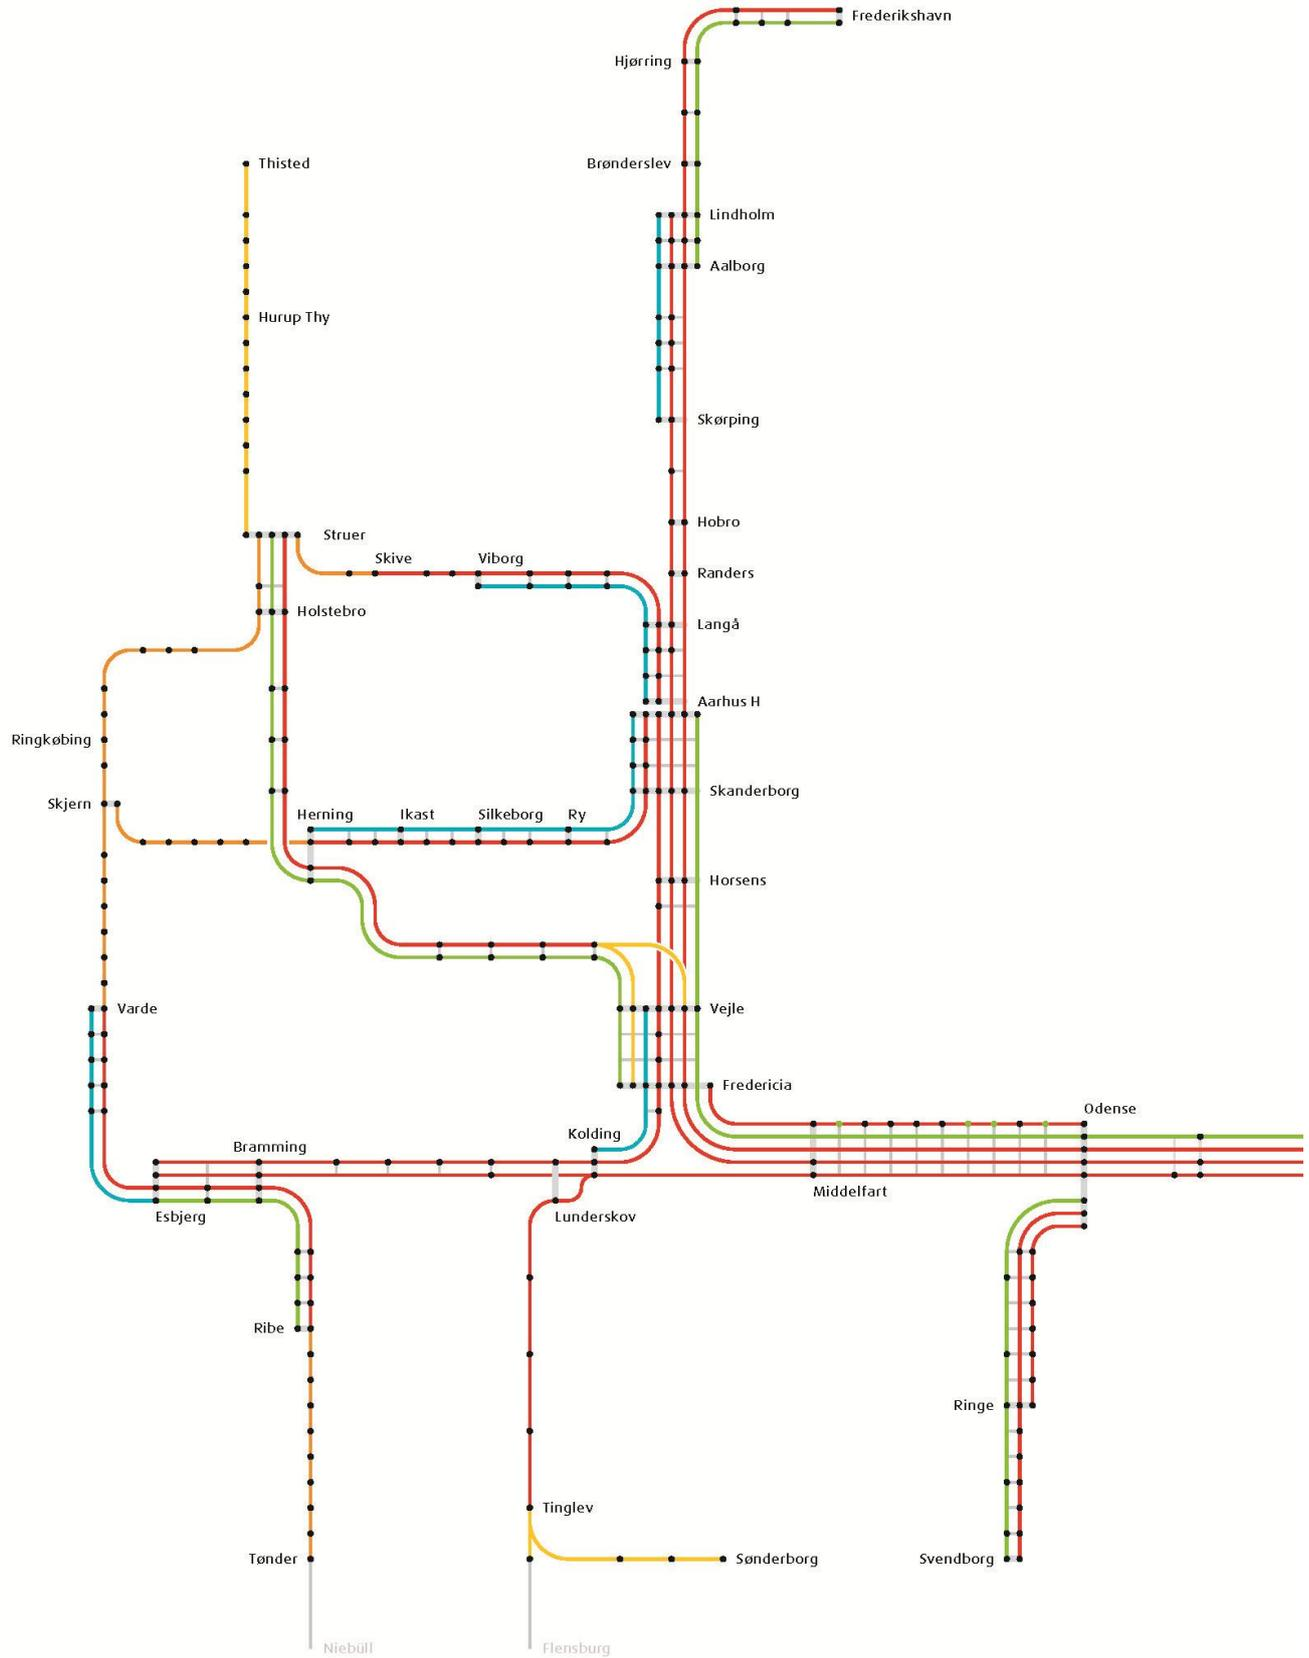 Frederikshavn
Hjørring
Thisted
Brønderslev
Lindholm
Aalborg
Hurup Thy
Skørping
Hobro
Struer
Skive
Viborg
Randers
Holstebro
Langå
Aarhus H
Ringkøbing
Skjern
Skanderborg
Herning
Ikast
Silkeborg
Ry
Horsens
Varde
Vejle
Fredericia
Odense
Kolding
Bramming
Middelfart
Esbjerg
Lunderskov
Ribe
Ringe
Tinglev
Tønder
Sønderborg
Svendborg
Niebüll
Flensburg